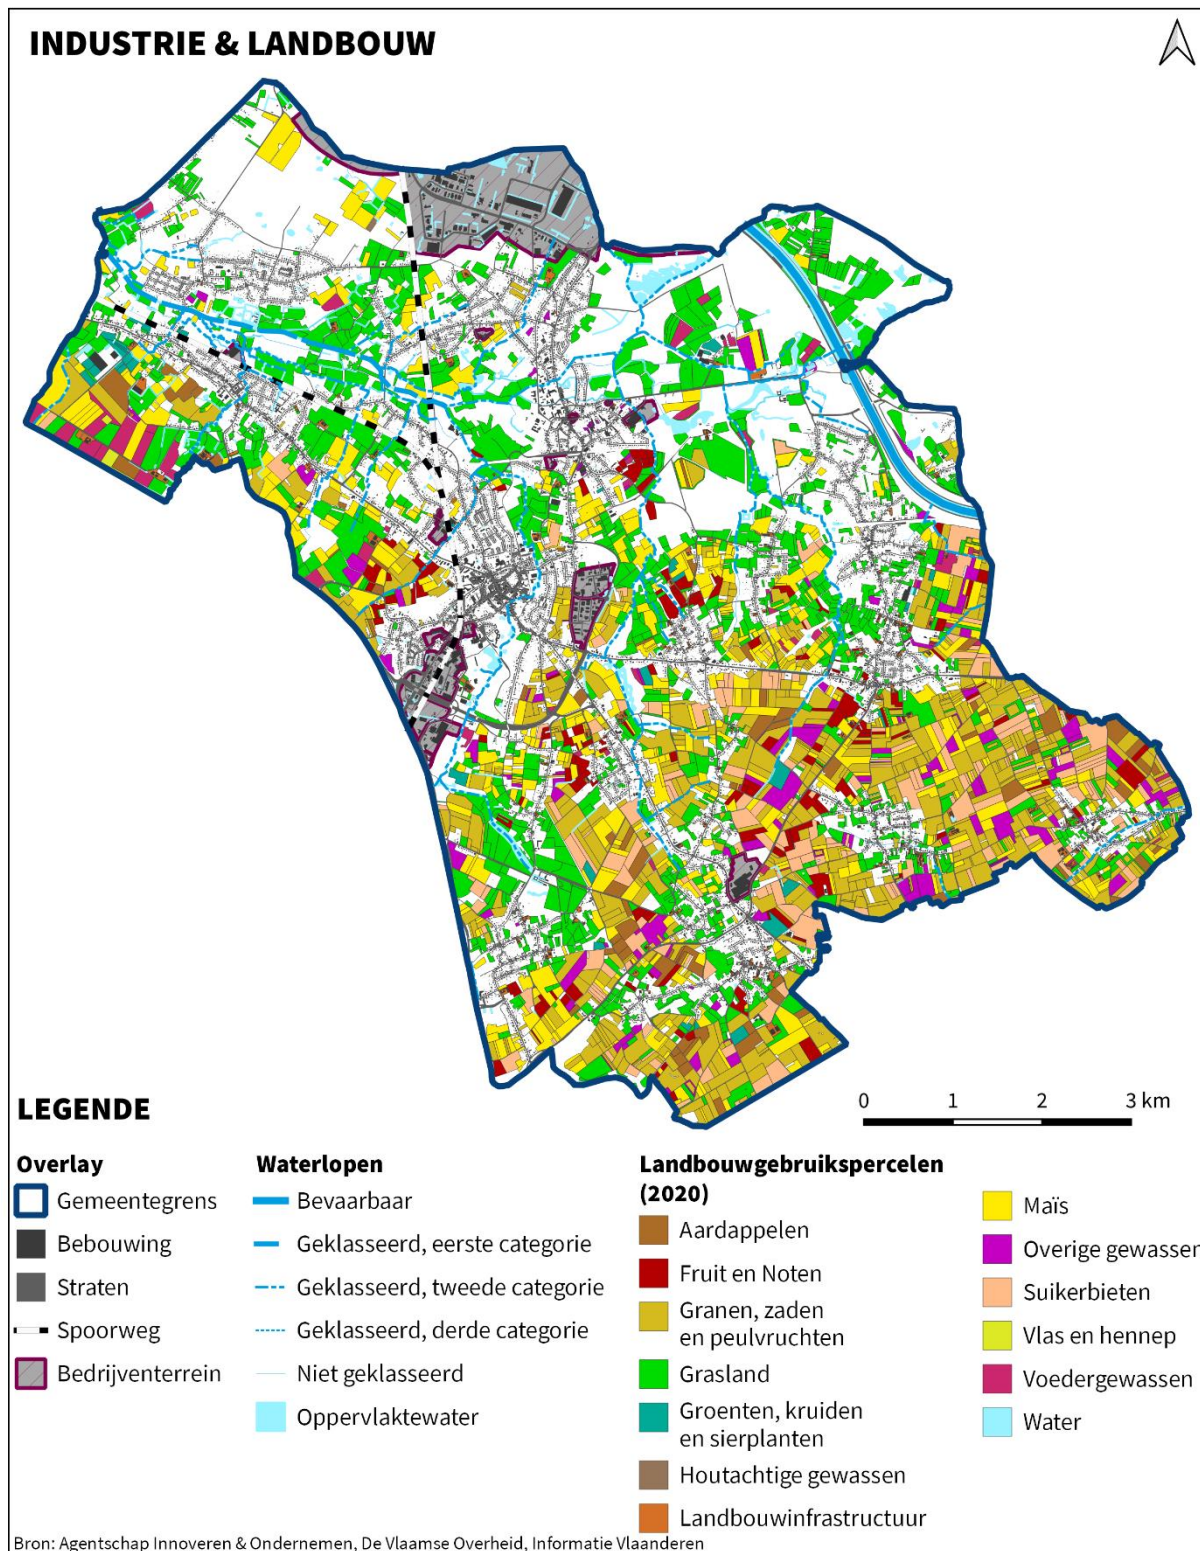 INDUSTRIE & LANDBOUW
0 1 2 3 km
LEGENDE
Overlay
Gemeentegrens
Bebouwing
Straten
Spoorweg
Bedrijventerrein
Waterlopen
Bevaarbaar
Geklasseerd, eerste categorie
Geklasseerd, tweede categorie
Geklasseerd, derde categorie
Niet geklasseerd
Oppervlaktewater
Landbouwgebruikspercelen
(2020)
Aardappelen
Fruit en Noten
Granen, zaden
en peulvruchten
Grasland
Groenten, kruiden
en sierplanten
Houtachtige gewassen
Landbouwinfrastructuur
Maïs
Overige gewassen
Suikerbieten
Vlas en hennep
Voedergewassen
Water
Bron: Agentschap Innoveren & Ondernemen, De Vlaamse Overheid, Informatie Vlaanderen